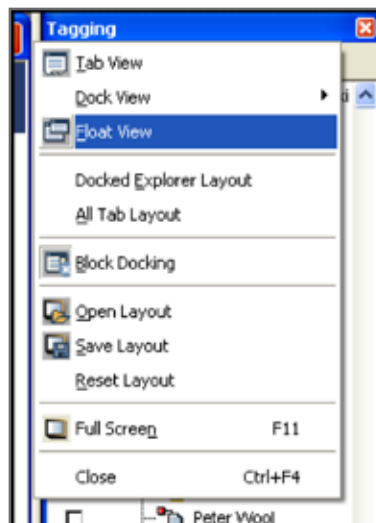 Tagging
Tab View
Dock View
Float View
Docked Explorer Layout
All Tab Layout
Block Docking
Open Layout
Save Layout
Reset Layout
Full Screen F11
Close Ctrl+F4
Peter Wool